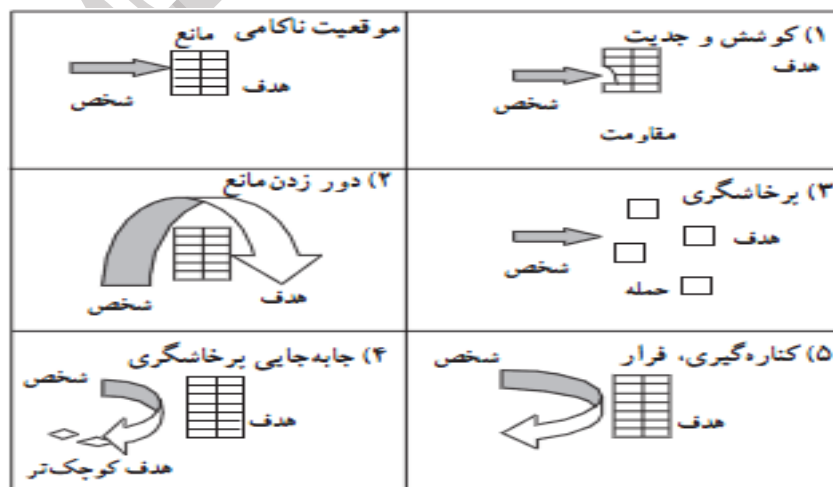 موقعیت ناکامی
مانع
هدف
شخص
۱) کوشش و جدیت
هدف
شخص
مقاومت
۲) دور زدن مانع
شخص
هدف
۳) پرخاشگری
هدف
شخص
حمله
۴) جابه‌جایی پرخاشگری
شخص
هدف
هدف کوچک‌تر
۵) کناره‌گیری، فرار
شخص
هدف